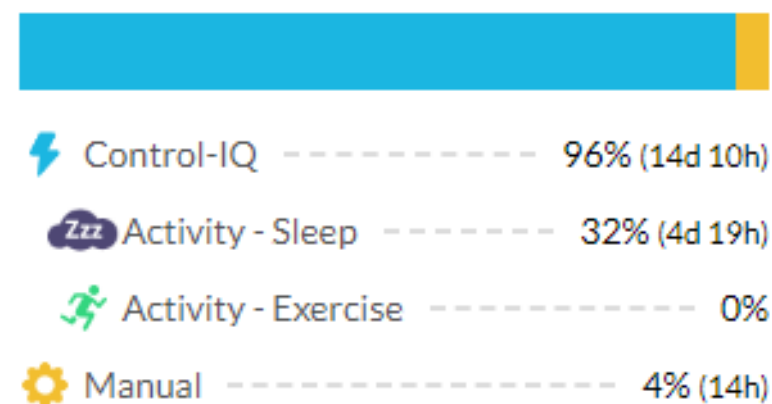 Control-IQ 96% (14d 10h)
Zzz Activity - Sleep 32% (4d 19h)
Activity - Exercise 0%
Manual 4% (14h)